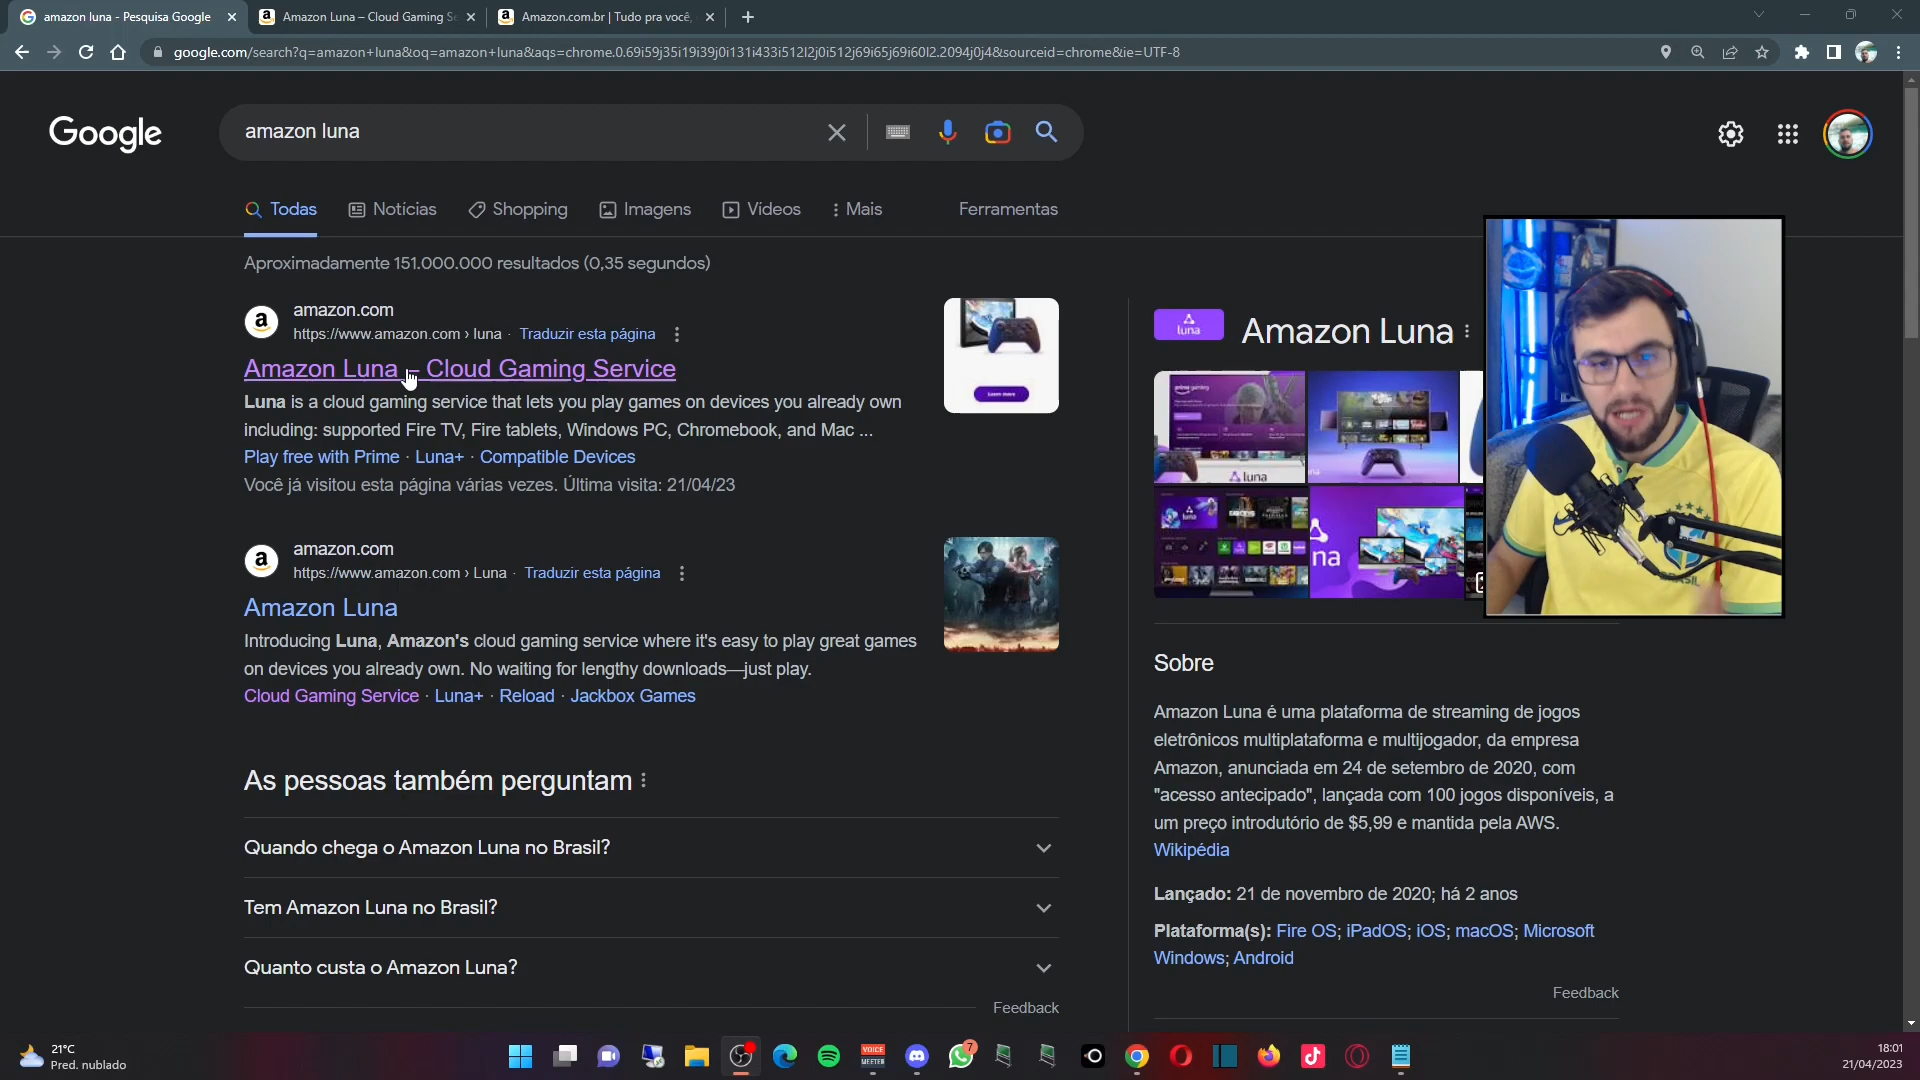 amazon luna - Pesquisa Google
Amazon Luna – Cloud Gaming Se
Amazon.com.br | Tudo pra você,
google.com/search?q=amazon+luna&oq=amazon+luna&aqs=chrome.0.69i59j35i19i39j0i131i433i512l2j0i512j69i65j69i60l2.2094j0j4&sourceid=chrome&ie=UTF-8
Google
amazon luna
Todas
Notícias
Shopping
Imagens
Vídeos
Mais
Ferramentas
Aproximadamente 151.000.000 resultados (0,35 segundos)
amazon.com
https://www.amazon.com › luna · Traduzir esta página
Amazon Luna – Cloud Gaming Service
Luna is a cloud gaming service that lets you play games on devices you already own
including: supported Fire TV, Fire tablets, Windows PC, Chromebook, and Mac ...
Play free with Prime · Luna+ · Compatible Devices
Você já visitou esta página várias vezes. Última visita: 21/04/23
Learn more
amazon.com
https://www.amazon.com › Luna · Traduzir esta página
Amazon Luna
Introducing Luna, Amazon's cloud gaming service where it's easy to play great games
on devices you already own. No waiting for lengthy downloads—just play.
Cloud Gaming Service · Luna+ · Reload · Jackbox Games
As pessoas também perguntam
Quando chega o Amazon Luna no Brasil?
Tem Amazon Luna no Brasil?
Quanto custa o Amazon Luna?
Feedback
luna
Amazon Luna
luna
luna
na
BRASIL
Sobre
Amazon Luna é uma plataforma de streaming de jogos
eletrônicos multiplataforma e multijogador, da empresa
Amazon, anunciada em 24 de setembro de 2020, com
"acesso antecipado", lançada com 100 jogos disponíveis, a
um preço introdutório de $5,99 e mantida pela AWS.
Wikipédia
Lançado: 21 de novembro de 2020; há 2 anos
Plataforma(s): Fire OS; iPadOS; iOS; macOS; Microsoft
Windows; Android
Feedback
21°C
Pred. nublado
VOICE
MEETER
7
18:01
21/04/2023